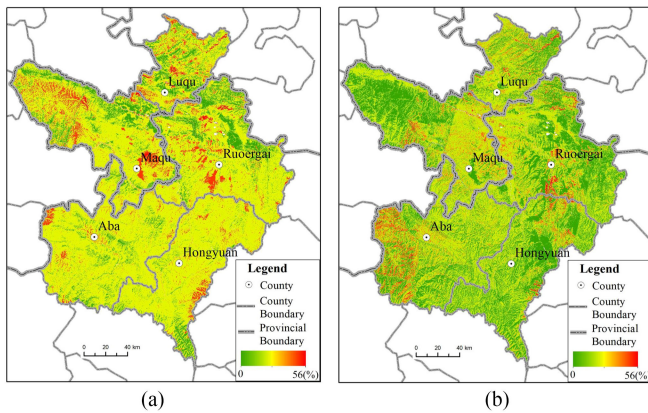 Luqu
Maqu
Ruoergai
Aba
Hongyuan
Legend
County
County
Boundary
Provincial
Boundary
0
56(%)
0 20 40 km
(a)
Luqu
Maqu
Ruoergai
Aba
Hongyuan
Legend
County
County
Boundary
Provincial
Boundary
0
56(%)
0 10 20 km
(b)